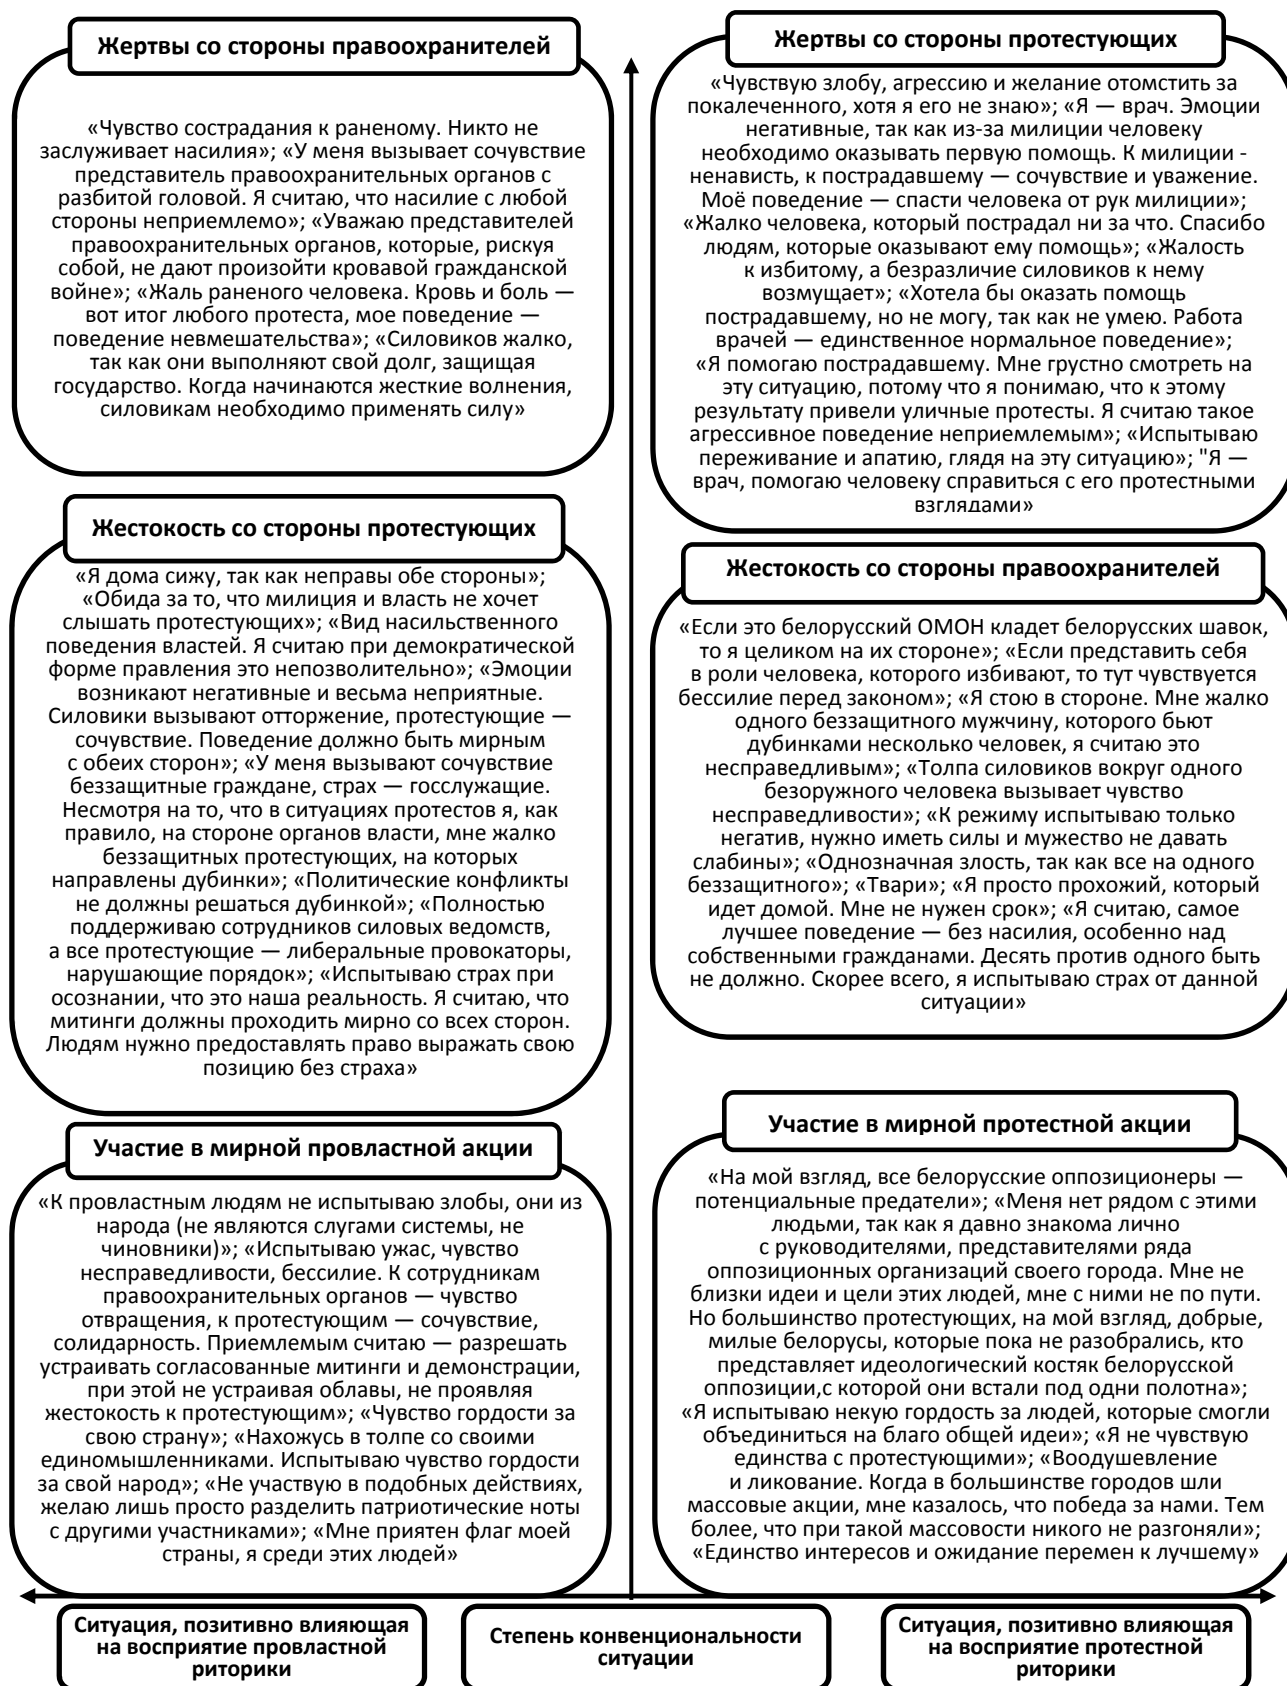 Жертвы со стороны правоохранителей
«Чувство сострадания к раненому. Никто не
заслуживает насилия»; «У меня вызывает сочувствие
представитель правоохранительных органов с
разбитой головой. Я считаю, что насилие с любой
стороны неприемлемо»; «Уважаю представителей
правоохранительных органов, которые, рискуя
собой, не дают произойти кровавой гражданской
войне»; «Жаль раненого человека. Кровь и боль —
вот итог любого протеста, мое поведение —
поведение невмешательства»; «Силовиков жалко,
так как они выполняют свой долг, защищая
государство. Когда начинаются жесткие волнения,
силовикам необходимо применять силу»
Жертвы со стороны протестующих
«Чувствую злобу, агрессию и желание отомстить за
покалеченного, хотя я его не знаю»; «Я — врач. Эмоции
негативные, так как из-за милиции человеку
необходимо оказывать первую помощь. К милиции -
ненависть, к пострадавшему — сочувствие и уважение.
Моё поведение — спасти человека от рук милиции»;
«Жалко человека, который пострадал ни за что. Спасибо
людям, которые оказывают ему помощь»; «Жалость
к избитому, а безразличие силовиков к нему
возмущает»; «Хотела бы оказать помощь
пострадавшему, но не могу, так как не умею. Работа
врачей — единственное нормальное поведение»;
«Я помогаю пострадавшему. Мне грустно смотреть на
эту ситуацию, потому что я понимаю, что к этому
результату привели уличные протесты. Я считаю такое
агрессивное поведение неприемлемым»; «Испытываю
переживание и апатию, глядя на эту ситуацию»; "Я —
врач, помогаю человеку справиться с его протестными
взглядами»
Жестокость со стороны протестующих
«Я дома сижу, так как неправы обе стороны»;
«Обида за то, что милиция и власть не хочет
слышать протестующих»; «Вид насильственного
поведения властей. Я считаю при демократической
форме правления это непозволительно»; «Эмоции
возникают негативные и весьма неприятные.
Силовики вызывают отторжение, протестующие —
сочувствие. Поведение должно быть мирным
с обеих сторон»; «У меня вызывают сочувствие
беззащитные граждане, страх — госслужащие.
Несмотря на то, что в ситуациях протестов я, как
правило, на стороне органов власти, мне жалко
беззащитных протестующих, на которых
направлены дубинки»; «Политические конфликты
не должны решаться дубинкой»; «Полностью
поддерживаю сотрудников силовых ведомств,
а все протестующие — либеральные провокаторы,
нарушающие порядок»; «Испытываю страх при
осознании, что это наша реальность. Я считаю, что
митинги должны проходить мирно со всех сторон.
Людям нужно предоставлять право выражать свою
позицию без страха»
Жестокость со стороны правоохранителей
«Если это белорусский ОМОН кладет белорусских шавок,
то я целиком на их стороне»; «Если представить себя
в роли человека, которого избивают, то тут чувствуется
бессилие перед законом»; «Я стою в стороне. Мне жалко
одного беззащитного мужчину, которого бьют
дубинками несколько человек, я считаю это
несправедливым»; «Толпа силовиков вокруг одного
безоружного человека вызывает чувство
несправедливости»; «К режиму испытываю только
негатив, нужно иметь силы и мужество не давать
слабины»; «Однозначная злость, так как все на одного
беззащитного»; «Твари»; «Я просто прохожий, который
идет домой. Мне не нужен срок»; «Я считаю, самое
лучшее поведение — без насилия, особенно над
собственными гражданами. Десять против одного быть
не должно. Скорее всего, я испытываю страх от данной
ситуации»
Участие в мирной провластной акции
«К провластным людям не испытываю злобы, они из
народа (не являются слугами системы, не
чиновники)»; «Испытываю ужас, чувство
несправедливости, бессилие. К сотрудникам
правоохранительных органов — чувство
отвращения, к протестующим — сочувствие,
солидарность. Приемлемым считаю — разрешать
устраивать согласованные митинги и демонстрации,
при этой не устраивая облавы, не проявляя
жестокость к протестующим»; «Чувство гордости за
свою страну»; «Нахожусь в толпе со своими
единомышленниками. Испытываю чувство гордости
за свой народ»; «Не участвую в подобных действиях,
желаю лишь просто разделить патриотические ноты
с другими участниками»; «Мне приятен флаг моей
страны, я среди этих людей»
Участие в мирной протестной акции
«На мой взгляд, все белорусские оппозиционеры —
потенциальные предатели»; «Меня нет рядом с этими
людьми, так как я давно знакома лично
с руководителями, представителями ряда
оппозиционных организаций своего города. Мне не
близки идеи и цели этих людей, мне с ними не по пути.
Но большинство протестующих, на мой взгляд, добрые,
милые белорусы, которые пока не разобрались, кто
представляет идеологический костяк белорусской
оппозиции,с которой они встали под одни полотна»;
«Я испытываю некую гордость за людей, которые смогли
объединиться на благо общей идеи»; «Я не чувствую
единства с протестующими»; «Воодушевление
и ликование. Когда в большинстве городов шли
массовые акции, мне казалось, что победа за нами. Тем
более, что при такой массовости никого не разгоняли»;
«Единство интересов и ожидание перемен к лучшему»
Ситуация, позитивно влияющая
на восприятие провластной
риторики
Степень конвенциональности
ситуации
Ситуация, позитивно влияющая
на восприятие протестной
риторики